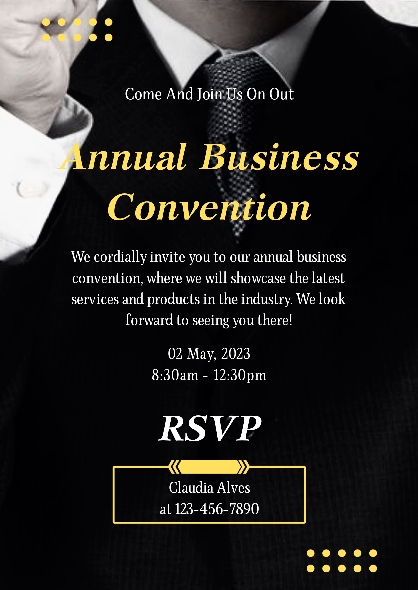 Come And Join Us On Out
Annual Business
Convention
We cordially invite you to our annual business
convention, where we will showcase the latest
services and products in the industry. We look
forward to seeing you there!
02 May, 2023
8:30am - 12:30pm
RSVP
Claudia Alves
at 123-456-7890